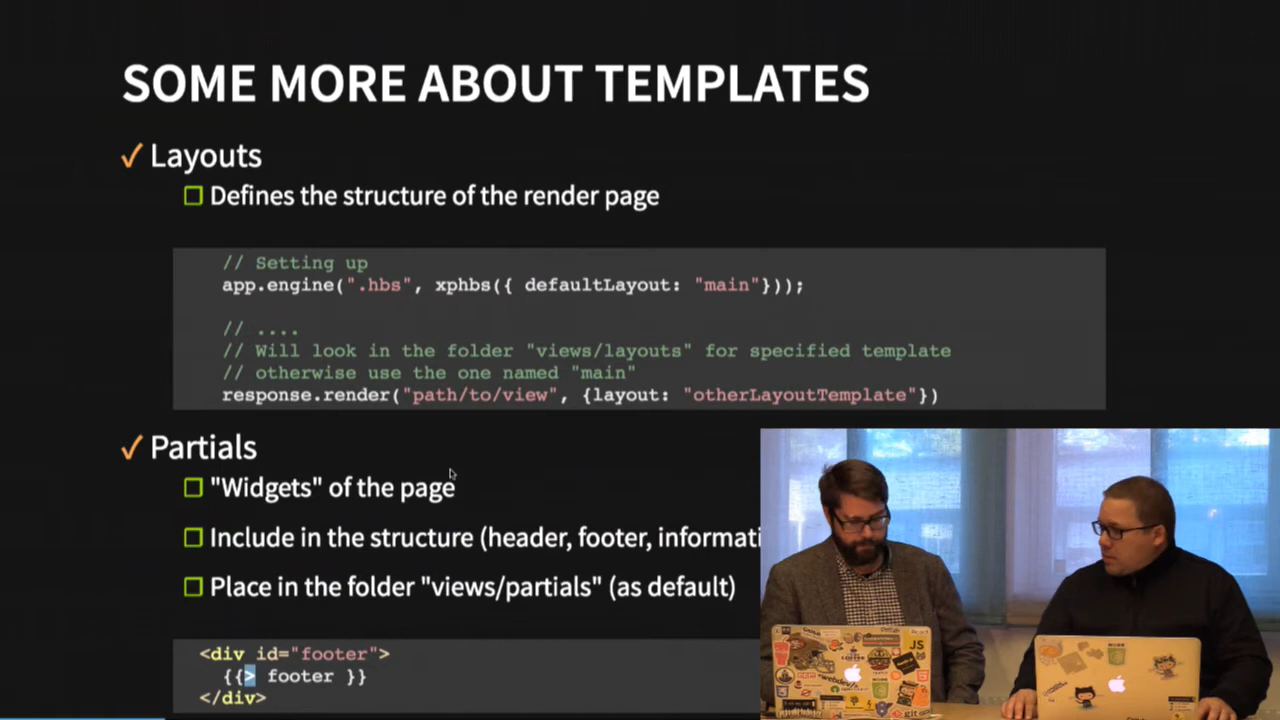 SOME MORE ABOUT TEMPLATES
✓ Layouts
Defines the structure of the render page
// Setting up
app.engine(".hbs", xphbs({ defaultLayout: "main"}));
// ....
// Will look in the folder "views/layouts" for specified template
// otherwise use the one named "main"
response.render("path/to/view", {layout: "otherLayoutTemplate"})
✓ Partials
"Widgets" of the page
Include in the structure (header, footer, informati
Place in the folder "views/partials" (as default)
<div id="footer">
{{> footer }}
</div>
JS
git